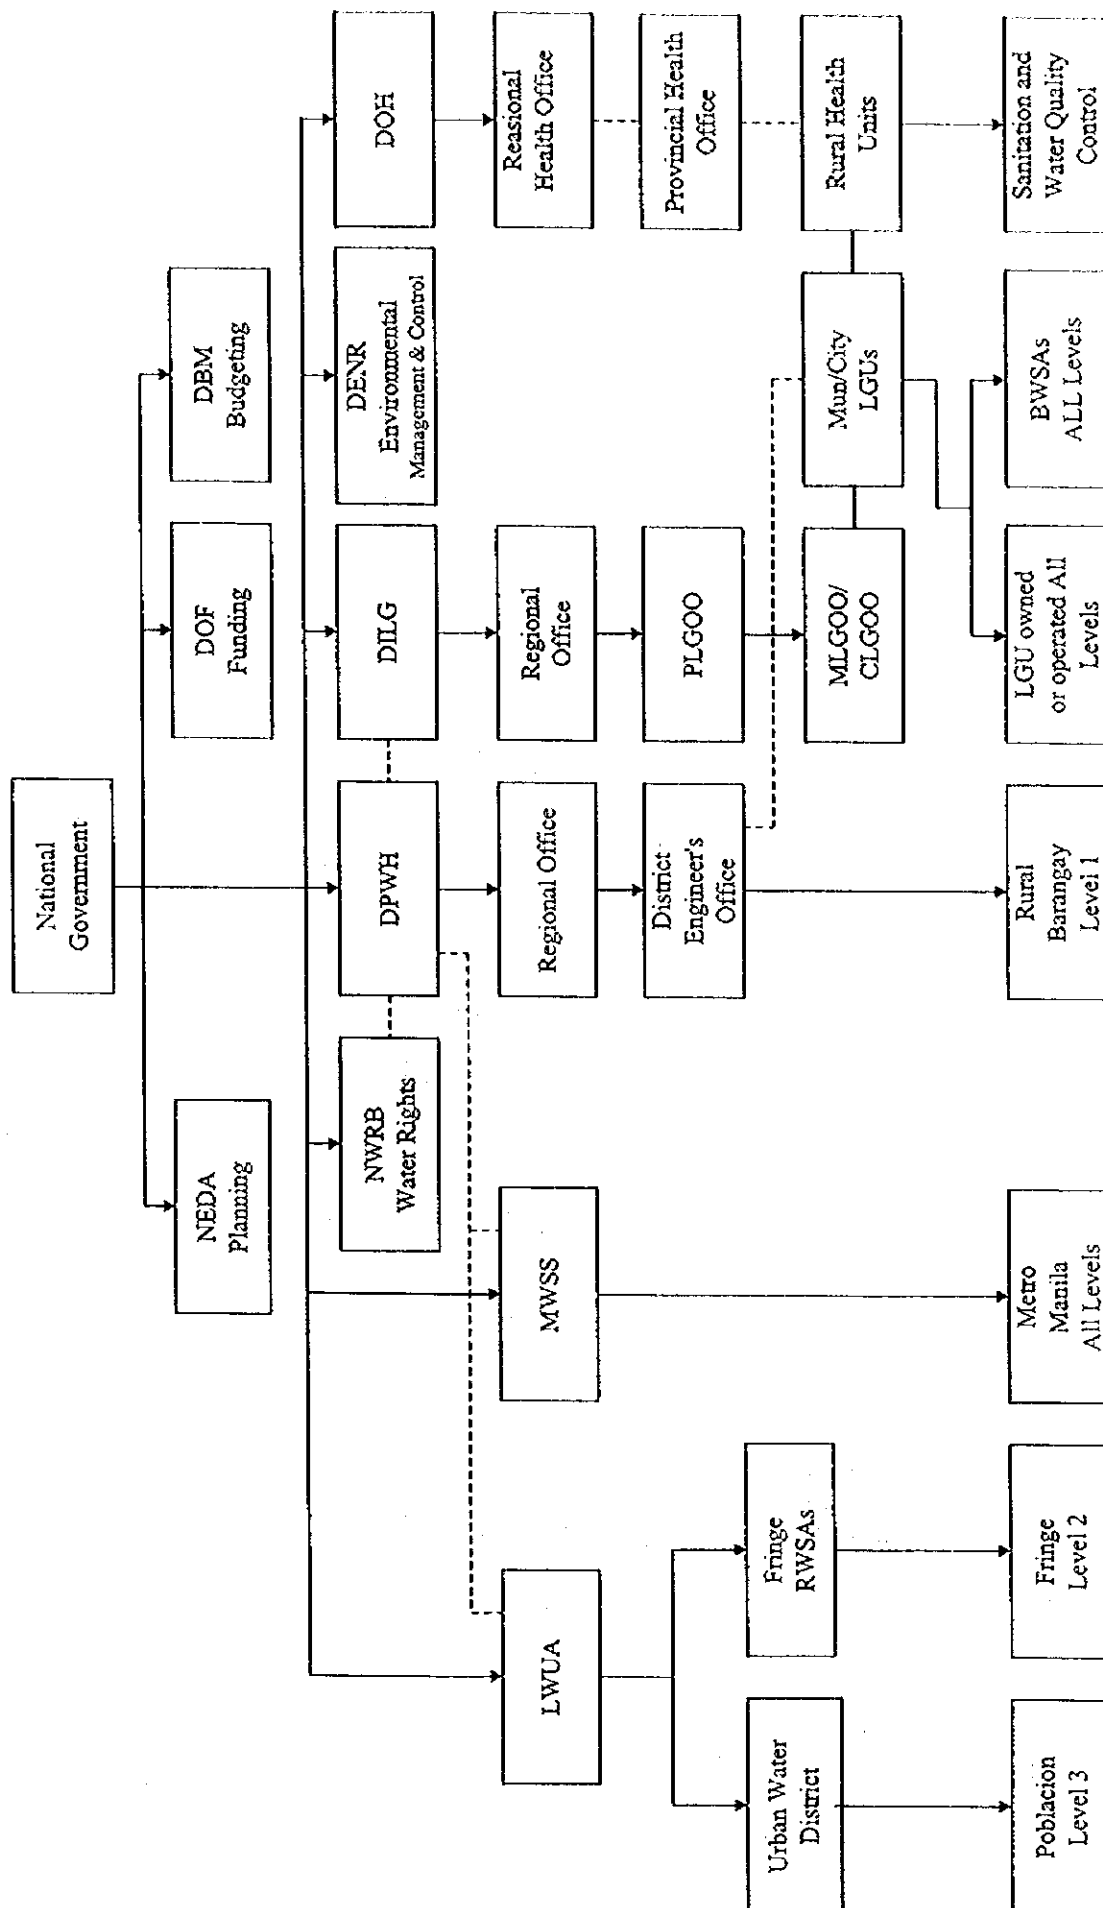 National
Government
NEDA
Planning
DOF
Funding
DBM
Budgeting
NWRB
Water Rights
DPWH
DILG
DENR
Environmental
Management & Control
DOH
LWUA
MWSS
Regional Office
Regional
Office
Reasional
Health Office
Urban Water
District
Fringe
RWSAs
District
Engineer's
Office
PLGOO
Provincial Health
Office
MLGOO/
CLGOO
Mun/City
LGUs
Rural Health
Units
Poblacion
Level 3
Fringe
Level 2
Metro
Manila
All Levels
Rural
Barangay
Level 1
LGU owned
or operated All
Levels
BWSAs
ALL Levels
Sanitation and
Water Quality
Control